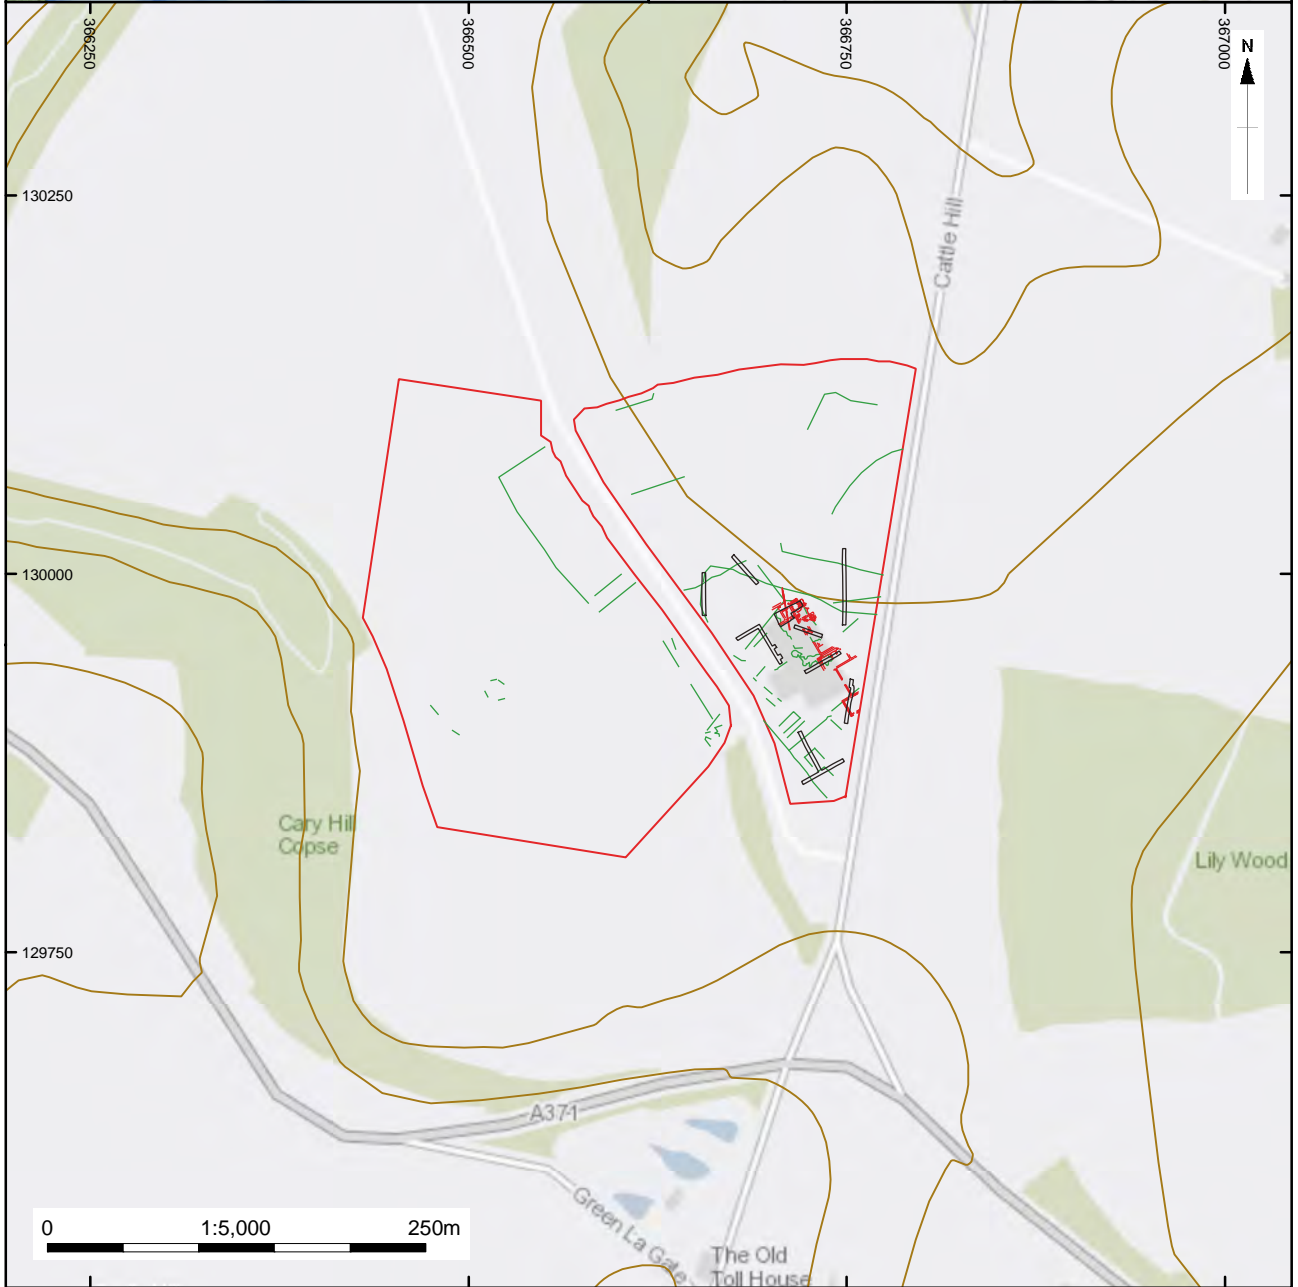 366250
366500
366750
367000
N
130250
Cattle Hill
130000
Cary Hill
Copse
Lily Wood
129750
A371
Green La Gate
The Old
Toll House
0 1:5,000 250m